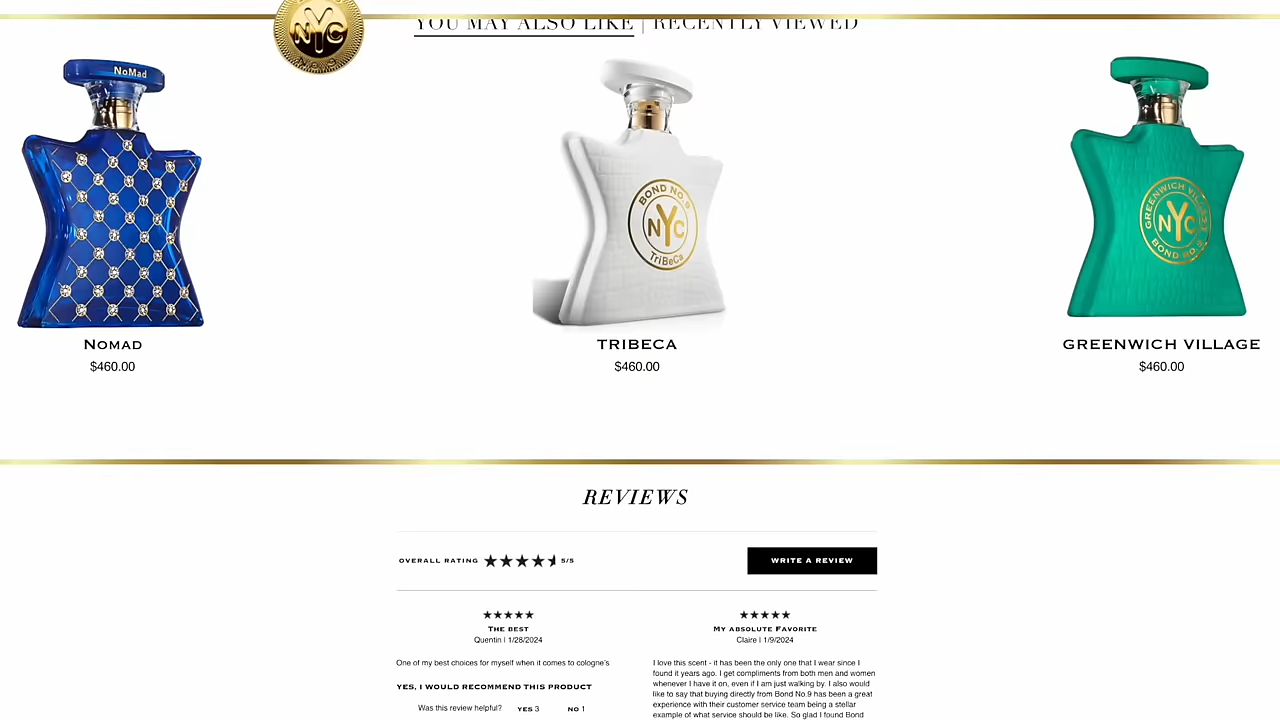 YOU MAY ALSO LIKE | RECENTLY VIEWED
NYC
NoMad
BOND NO.9
NYC
TriBeCa
GREENWICH VILLAGE
NYC
BOND NO.9
NOMAD
TRIBECA
GREENWICH VILLAGE
$460.00
$460.00
$460.00
REVIEWS
OVERALL RATING 5/5
WRITE A REVIEW
THE BEST
Quentin | 1/28/2024
One of my best choices for myself when it comes to cologne's
YES, I WOULD RECOMMEND THIS PRODUCT
Was this review helpful? YES 3 NO 1
MY ABSOLUTE FAVORITE
Claire | 1/9/2024
I love this scent - it has been the only one that I wear since I
found it years ago. I get compliments from both men and women
whenever I have it on, even if I am just walking by. I also would
like to say that buying directly from Bond No.9 has been a great
experience with their customer service team being a stellar
example of what service should be like. So glad I found Bond